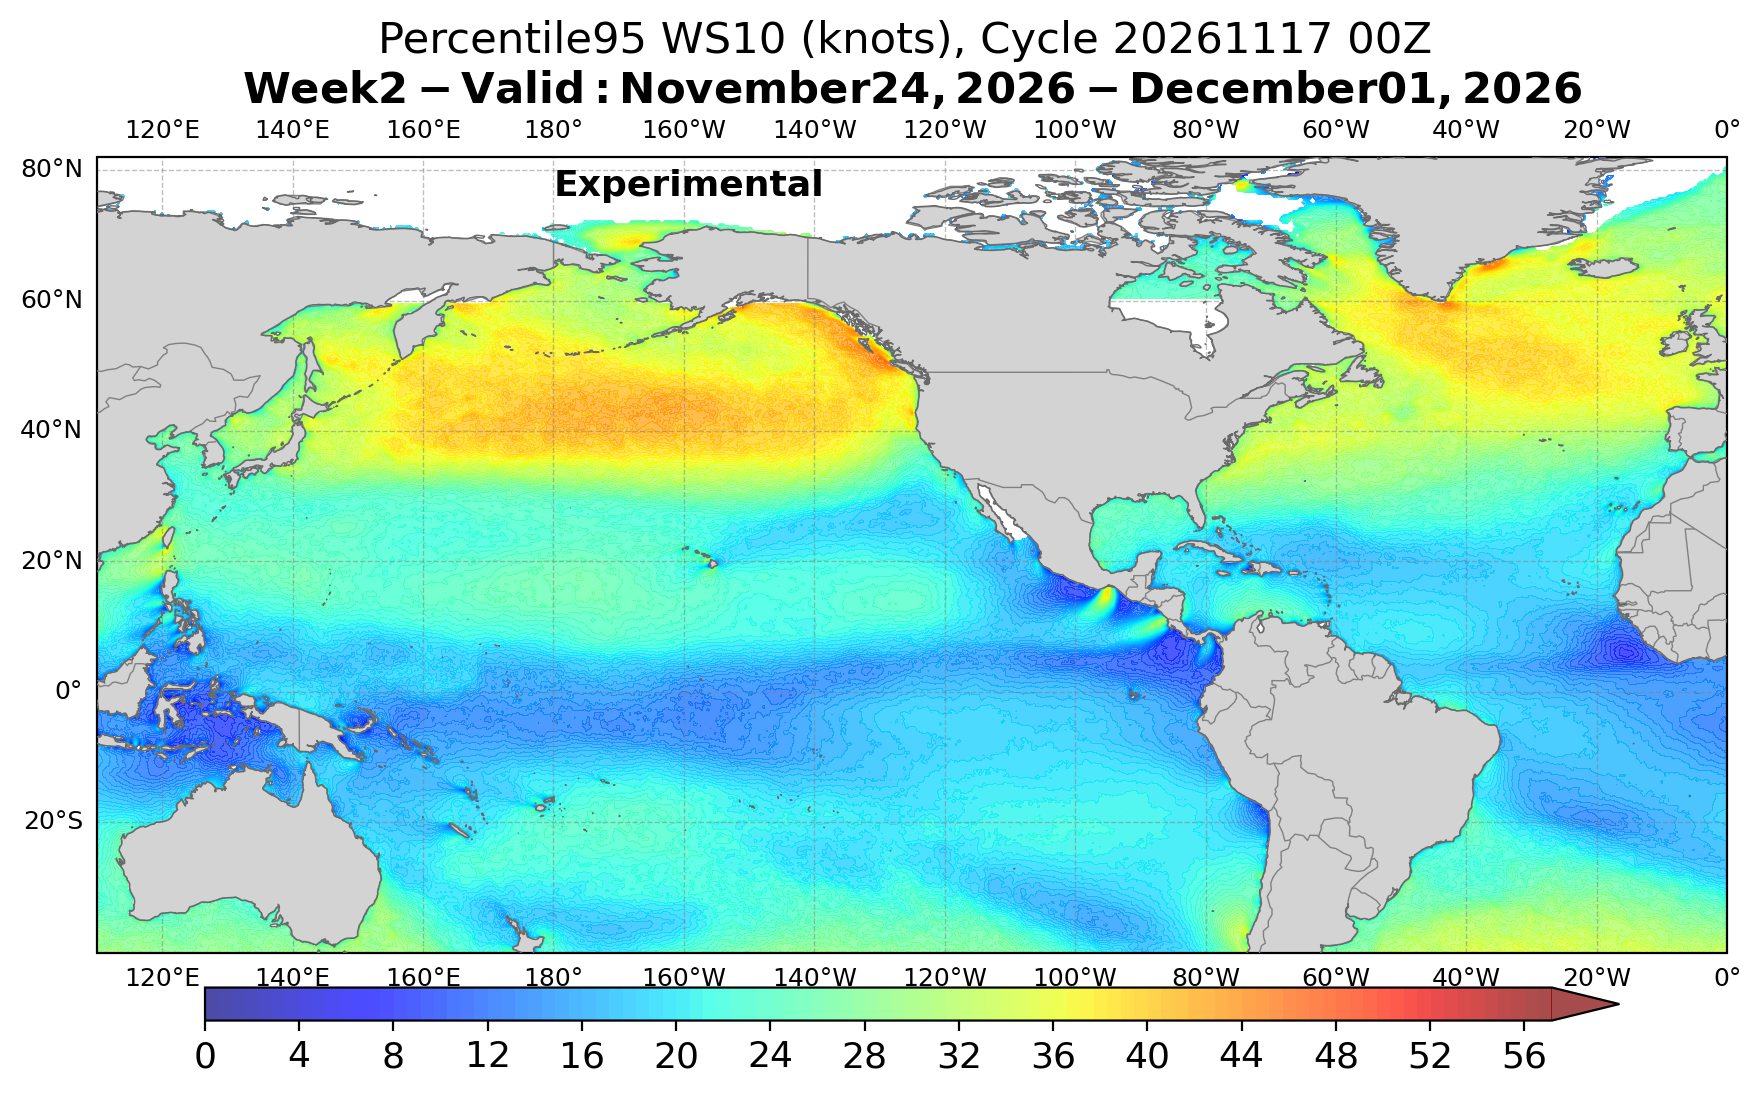 Percentile95 WS10 (knots), Cycle 20261117 00Z
Week2 − Valid : November24, 2026 − December01, 2026
120°E 140°E 160°E 180° 160°W 140°W 120°W 100°W 80°W 60°W 40°W 20°W 0°
80°N
Experimental
60°N
40°N
20°N
0°
20°S
120°E 140°E 160°E 180° 160°W 140°W 120°W 100°W 80°W 60°W 40°W 20°W 0°
0 4 8 12 16 20 24 28 32 36 40 44 48 52 56